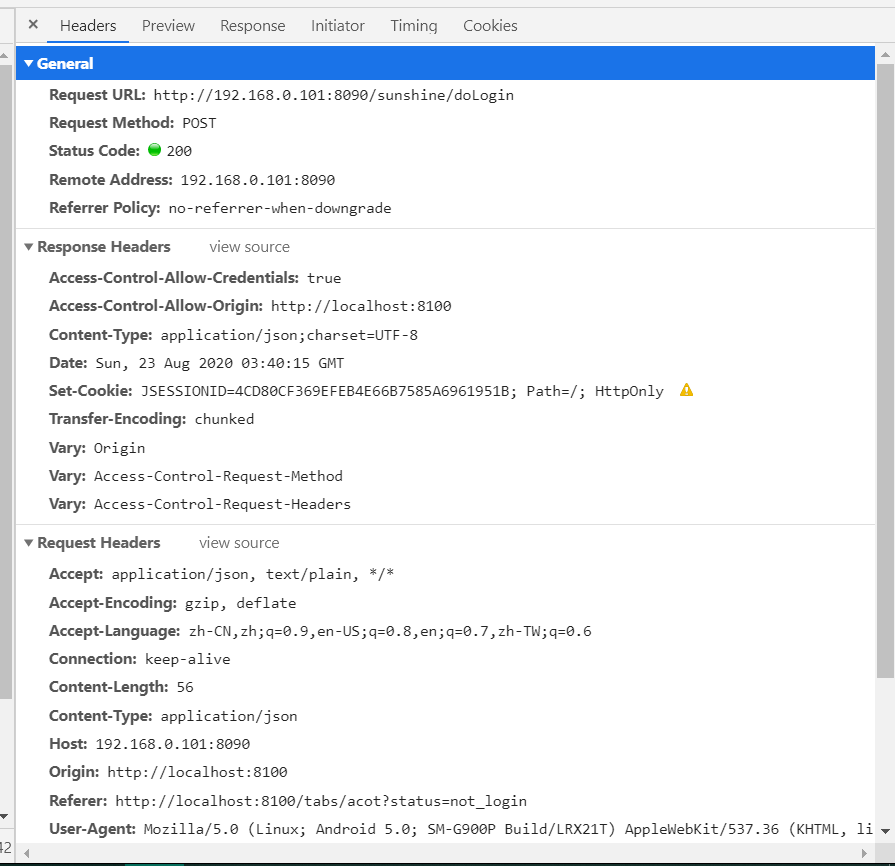 × Headers Preview Response Initiator Timing Cookies
General
Request URL: http://192.168.0.101:8090/sunshine/doLogin
Request Method: POST
Status Code: 200
Remote Address: 192.168.0.101:8090
Referrer Policy: no-referrer-when-downgrade
Response Headers view source
Access-Control-Allow-Credentials: true
Access-Control-Allow-Origin: http://localhost:8100
Content-Type: application/json;charset=UTF-8
Date: Sun, 23 Aug 2020 03:40:15 GMT
Set-Cookie: JSESSIONID=4CD80CF369EFEB4E66B7585A6961951B; Path=/; HttpOnly
Transfer-Encoding: chunked
Vary: Origin
Vary: Access-Control-Request-Method
Vary: Access-Control-Request-Headers
Request Headers view source
Accept: application/json, text/plain, */*
Accept-Encoding: gzip, deflate
Accept-Language: zh-CN,zh;q=0.9,en-US;q=0.8,en;q=0.7,zh-TW;q=0.6
Connection: keep-alive
Content-Length: 56
Content-Type: application/json
Host: 192.168.0.101:8090
Origin: http://localhost:8100
Referer: http://localhost:8100/tabs/acot?status=not_login
User-Agent: Mozilla/5.0 (Linux; Android 5.0; SM-G900P Build/LRX21T) AppleWebKit/537.36 (KHTML, li
42